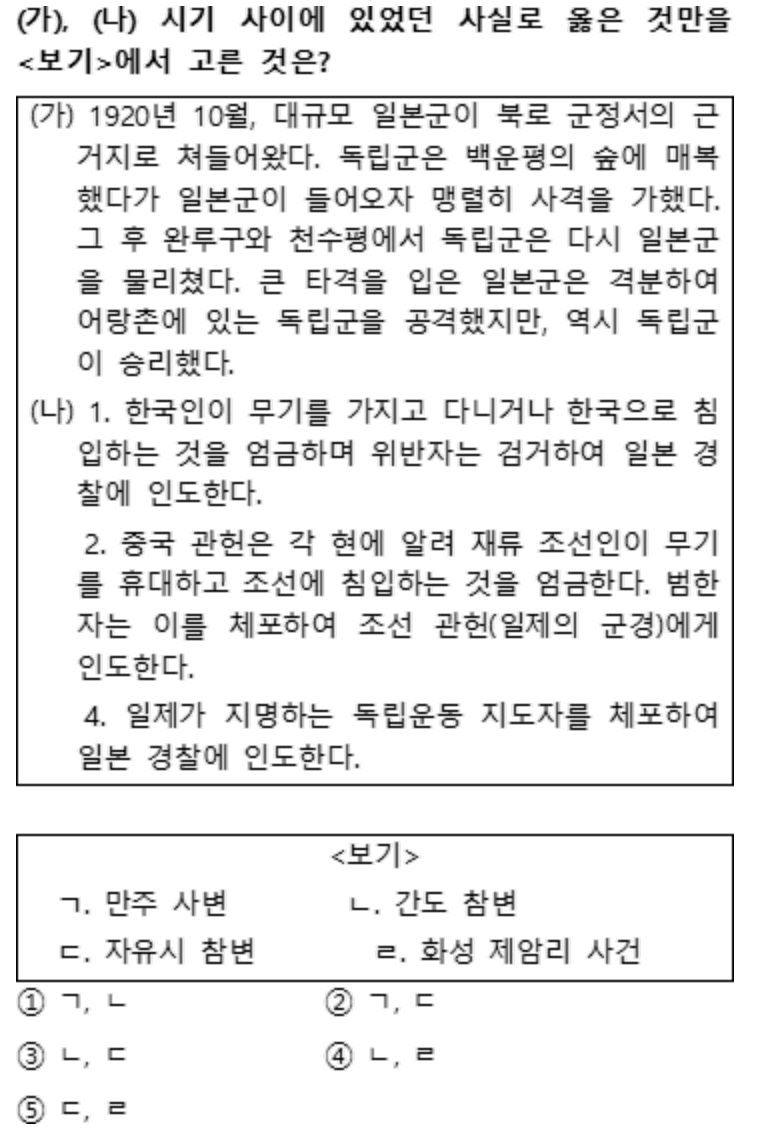 (가), (나) 시기 사이에 있었던 사실로 옳은 것만을
<보기>에서 고른 것은?
(가) 1920년 10월, 대규모 일본군이 북로 군정서의 근
거지로 쳐들어왔다. 독립군은 백운평의 숲에 매복
했다가 일본군이 들어오자 맹렬히 사격을 가했다.
그 후 완루구와 천수평에서 독립군은 다시 일본군
을 물리쳤다. 큰 타격을 입은 일본군은 격분하여
어랑촌에 있는 독립군을 공격했지만, 역시 독립군
이 승리했다.
(나) 1. 한국인이 무기를 가지고 다니거나 한국으로 침
입하는 것을 엄금하며 위반자는 검거하여 일본 경
찰에 인도한다.
2. 중국 관헌은 각 현에 알려 재류 조선인이 무기
를 휴대하고 조선에 침입하는 것을 엄금한다. 범한
자는 이를 체포하여 조선 관헌(일제의 군경)에게
인도한다.
4. 일제가 지명하는 독립운동 지도자를 체포하여
일본 경찰에 인도한다.
<보기>
ㄱ. 만주 사변 ㄴ. 간도 참변
ㄷ. 자유시 참변 ㄹ. 화성 제암리 사건
① ㄱ, ㄴ ② ㄱ, ㄷ
③ ㄴ, ㄷ ④ ㄴ, ㄹ
⑤ ㄷ, ㄹ